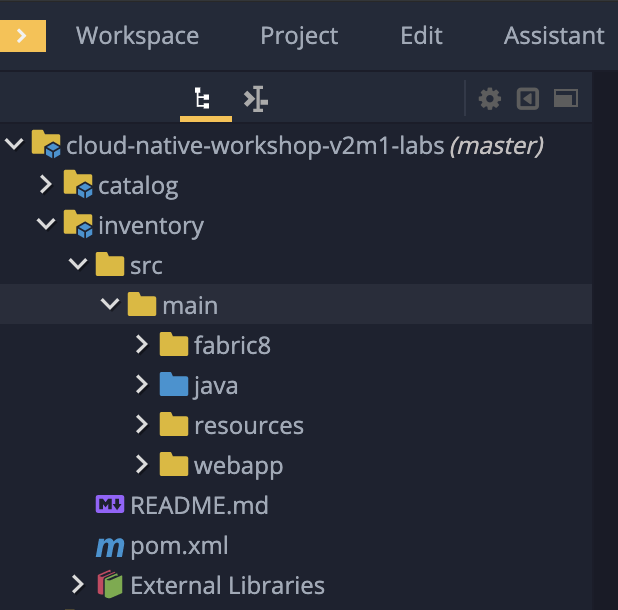 Workspace Project Edit Assistant
cloud-native-workshop-v2m1-labs (master)
catalog
inventory
src
main
fabric8
java
resources
webapp
M↓ README.md
m pom.xml
External Libraries